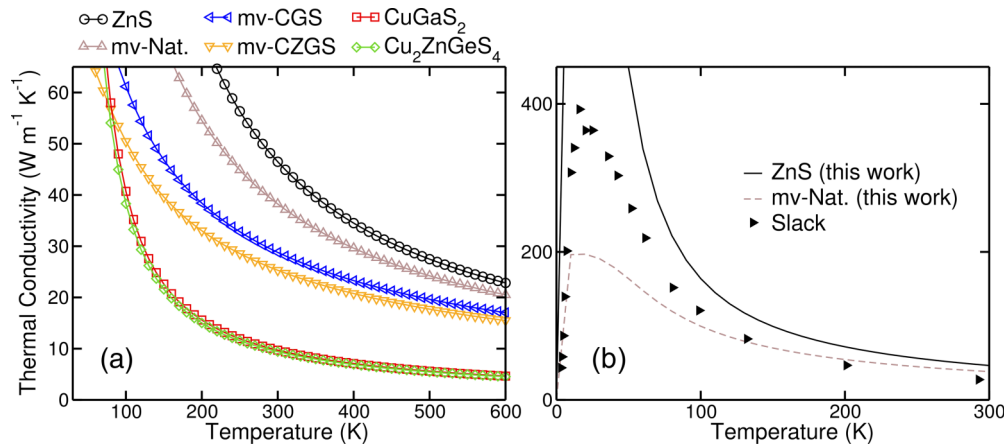 ZnS mv-CGS CuGaS₂
mv-Nat. mv-CZGS Cu₂ZnGeS₄
Thermal Conductivity (W m⁻¹ K⁻¹)
60
50
40
30
20
10
0
(a)
100 200 300 400 500 600
Temperature (K)
400
200
0
ZnS (this work)
mv-Nat. (this work)
Slack
(b)
0 100 200 300
Temperature (K)